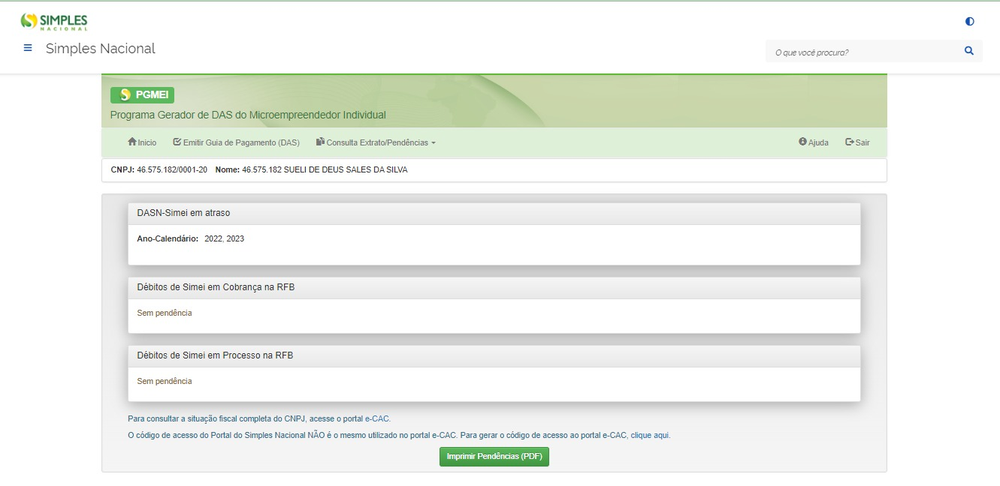 SIMPLES
NACIONAL
Simples Nacional
O que você procura?
PGMEI
Programa Gerador de DAS do Microempreendedor Individual
Inicio Emitir Guia de Pagamento (DAS) Consulta Extrato/Pendências Ajuda Sair
CNPJ: 46.575.182/0001-20 Nome: 46.575.182 SUELI DE DEUS SALES DA SILVA
DASN-Simei em atraso
Ano-Calendário: 2022, 2023
Débitos de Simei em Cobrança na RFB
Sem pendência
Débitos de Simei em Processo na RFB
Sem pendência
Para consultar a situação fiscal completa do CNPJ, acesse o portal e-CAC.
O código de acesso do Portal do Simples Nacional NÃO é o mesmo utilizado no portal e-CAC. Para gerar o código de acesso ao portal e-CAC, clique aqui.
Imprimir Pendências (PDF)